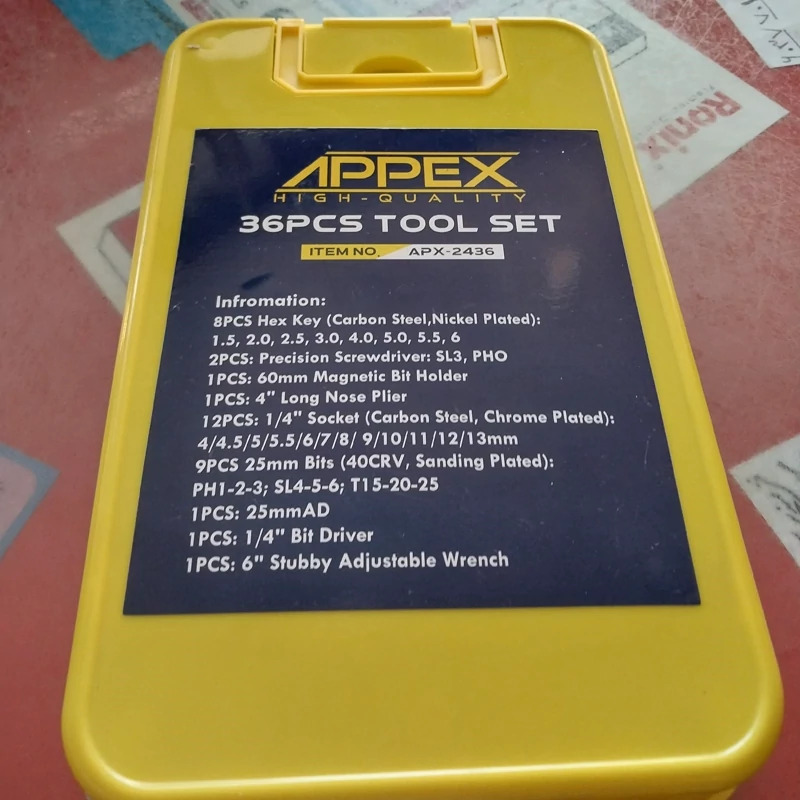 APPEX
HIGH-QUALITY
36PCS TOOL SET
ITEM NO. APX-2436
Infromation:
8PCS Hex Key (Carbon Steel,Nickel Plated):
1.5, 2.0, 2.5, 3.0, 4.0, 5.0, 5.5, 6
2PCS: Precision Screwdriver: SL3, PHO
1PCS: 60mm Magnetic Bit Holder
1PCS: 4" Long Nose Plier
12PCS: 1/4" Socket (Carbon Steel, Chrome Plated):
4/4.5/5/5.5/6/7/8/ 9/10/11/12/13mm
9PCS 25mm Bits (40CRV, Sanding Plated):
PH1-2-3; SL4-5-6; T15-20-25
1PCS: 25mmAD
1PCS: 1/4" Bit Driver
1PCS: 6" Stubby Adjustable Wrench
Ronix